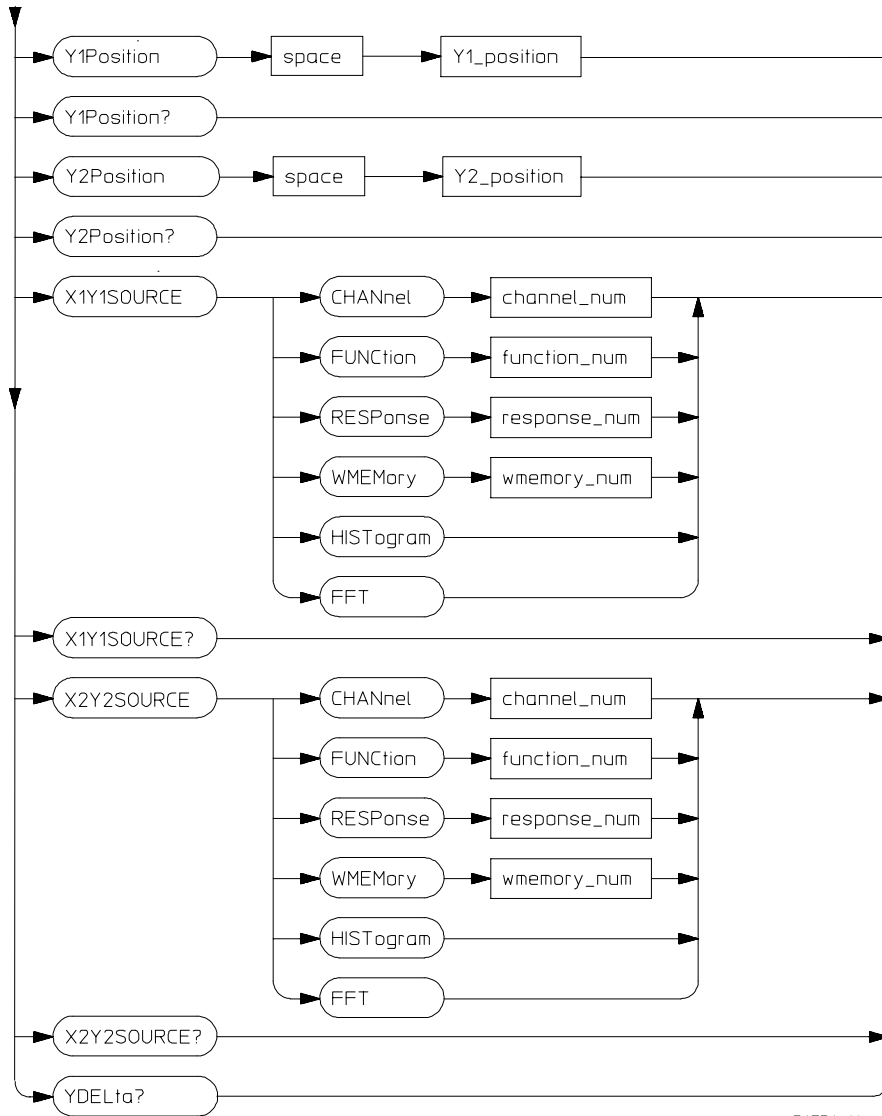 Y1Position space Y1_position
Y1Position?
Y2Position space Y2_position
Y2Position?
X1Y1SOURCE CHANnel channel_num
FUNCtion function_num
RESPonse response_num
WMEMory wmemory_num
HISTogram
FFT
X1Y1SOURCE?
X2Y2SOURCE CHANnel channel_num
FUNCtion function_num
RESPonse response_num
WMEMory wmemory_num
HISTogram
FFT
X2Y2SOURCE?
YDELta?